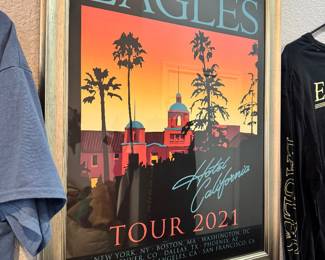 EAGLES
Hotel
California
TOUR 2021
NEW YORK, NY BOSTON, MA WASHINGTON, DC
DALLAS, TX PHOENIX, AZ
LOS ANGELES, CA SAN FRANCISCO, CA
E